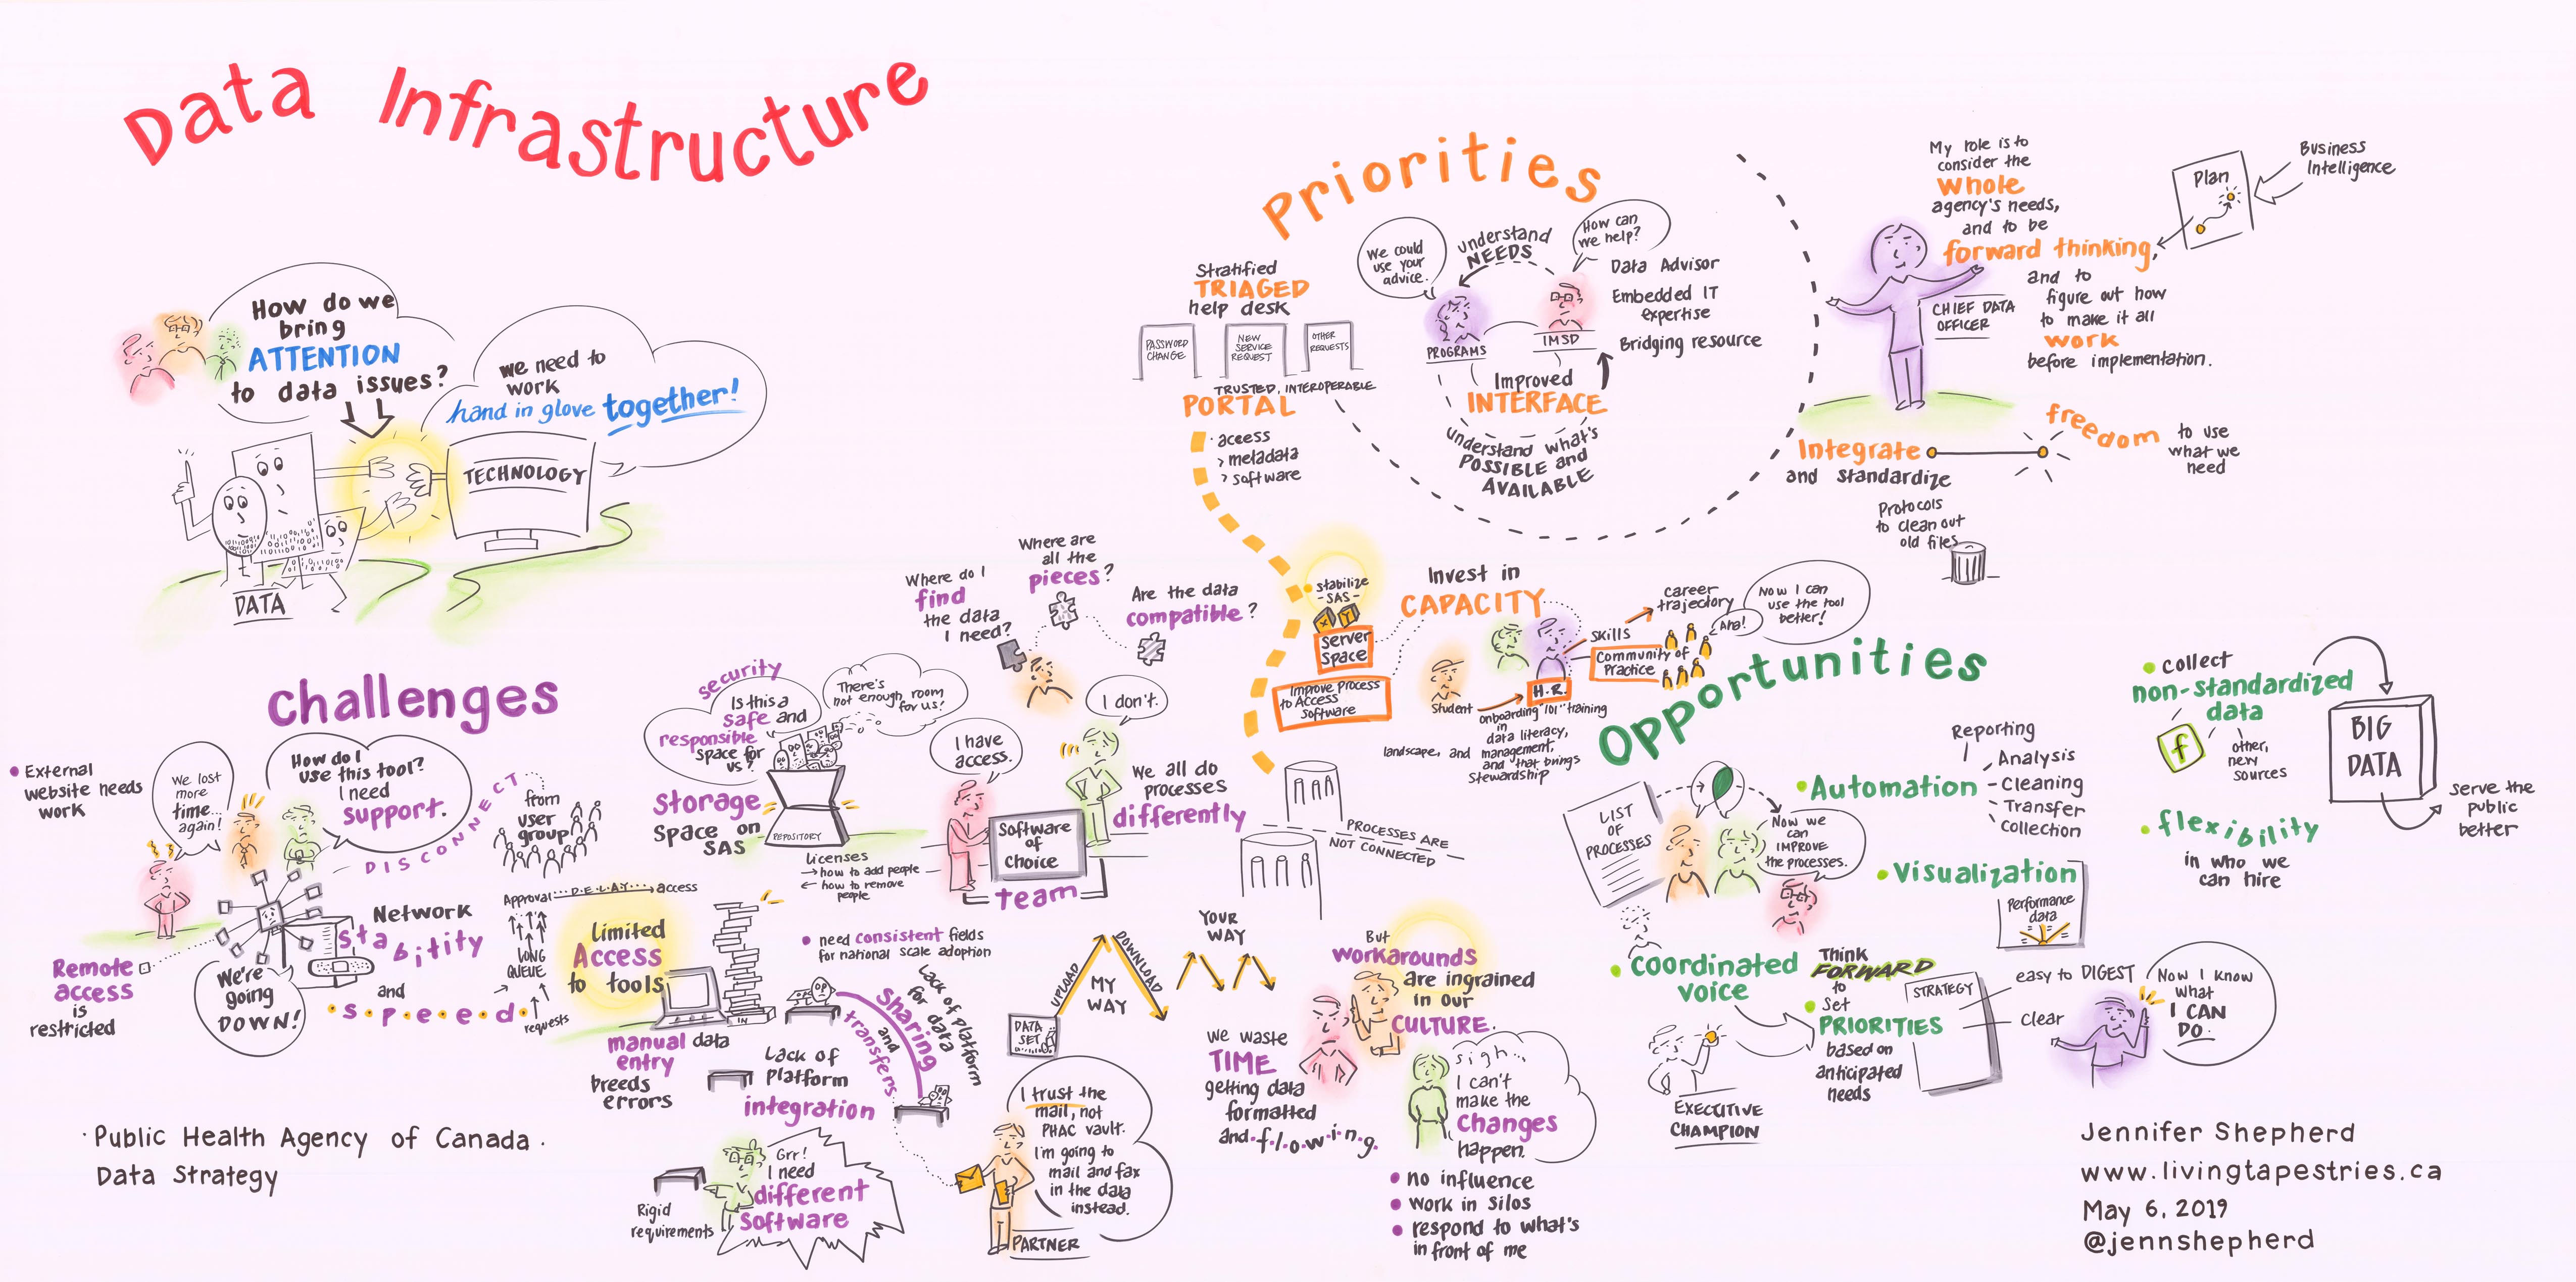 Data Infrastructure
How do we
bring
ATTENTION
to data issues?
we need to
work
hand in glove together!
TECHNOLOGY
DATA
Challenges
• External
website needs
work
We lost
more
time...
again!
How do I
use this tool?
I need
support.
DISCONNECT
from
user
group
Network
stabitity
and
•s•p•e•e•d•
We're
going
DOWN!
Remote
access
is
restricted
Approval...DELAY...access
LONG
QUEUE
requests
Limited
Access
to tools
IN
manual data
entry
breeds
errors
security
Is this a
safe and
responsible
space for
us?
There's
not enough room
for us!
Storage
space on
SAS
REPOSITORY
Licenses
→ how to add people
← how to remove
people
Where do I
find
the data
I need?
Where are
all the
pieces?
Are the data
compatible?
I have
access.
I don't.
Software
of
Choice
team
We all do
processes
differently
• need consistent fields
for national scale adoption
Sharing
and
transfers
Lack of platform
for data
Lack of
platform
integration
Rigid
requirements
Grr!
I need
different
software
DATA
SET
UPLOAD
DOWNLOAD
MY
WAY
YOUR
WAY
I trust the
mail, not
PHAC vault.
I'm going to
mail and fax
in the data
instead.
PARTNER
PROCESSES ARE
NOT CONNECTED
But
workarounds
are ingrained
in our
CULTURE.
We waste
TIME
getting data
formatted
and•f•l•o•w•i•n•g.
sigh...
I can't
make the
changes
happen.
• no influence
• work in silos
• respond to what's
in front of me
Priorities
Stratified
TRIAGED
help desk
PASSWORD
CHANGE
NEW
SERVICE
REQUEST
OTHER
REQUESTS
TRUSTED, INTEROPERABLE
PORTAL
· access
> metadata
> software
We could
use your
advice.
understand
NEEDS
How can
we help?
PROGRAMS
IMSD
Data Advisor
Embedded IT
expertise
Bridging resource
Improved
INTERFACE
understand what's
POSSIBLE and
AVAILABLE
My role is to
consider the
whole
agency's needs,
and to be
forward thinking,
and to
figure out how
to make it all
work
before implementation.
CHIEF DATA
OFFICER
Plan
Business
Intelligence
Integrate
and standardize
freedom
to use
what we
need
Protocols
to clean out
old files
• stabilize
-SAS-
X Y
Server
Space
Improve Process
to Access
Software
Invest in
CAPACITY
career
trajectory
skills
Community of
Practice
Aha!
Now I can
use the tool
better!
Student
H.R.
onboarding "101" training
in
data literacy,
landscape, and management,
and that brings
stewardship
Opportunities
LIST
OF
PROCESSES
Now we
can
IMPROVE
the processes.
• Automation
Reporting
Analysis
Cleaning
Transfer
Collection
• Visualization
Performance
data
• Coordinated
voice
Think
FORWARD
to
• Set
PRIORITIES
based on
anticipated
needs
STRATEGY
easy to DIGEST
clear
Now I know
what
I CAN
DO.
EXECUTIVE
CHAMPION
• collect
non-standardized
data
f
other,
new
sources
BIG
DATA
serve the
public
better
• flexibility
in who we
can hire
· Public Health Agency of Canada ·
Data Strategy
Jennifer Shepherd
www.livingtapestries.ca
May 6, 2019
@jennshepherd